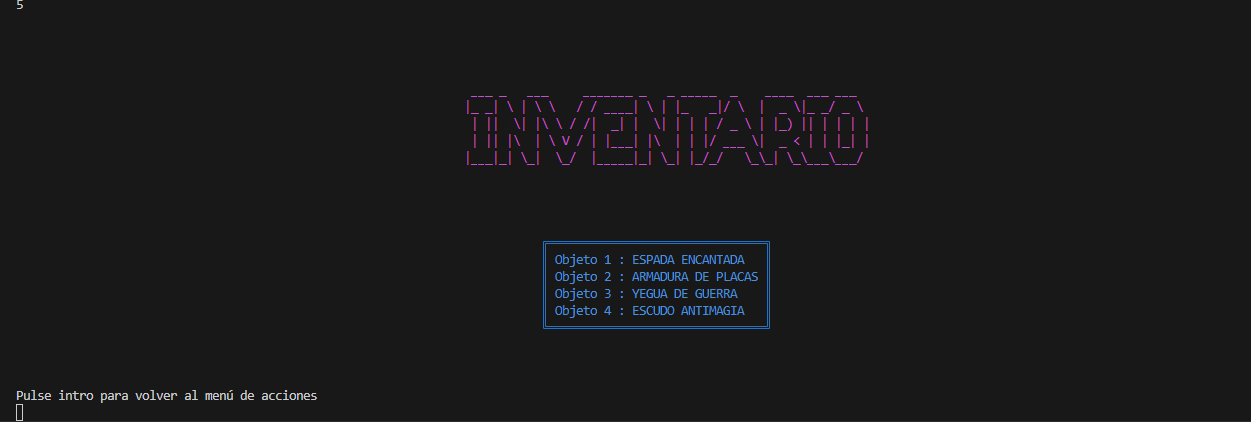 5
INVENTARIO
Objeto 1 : ESPADA ENCANTADA
Objeto 2 : ARMADURA DE PLACAS
Objeto 3 : YEGUA DE GUERRA
Objeto 4 : ESCUDO ANTIMAGIA
Pulse intro para volver al menú de acciones